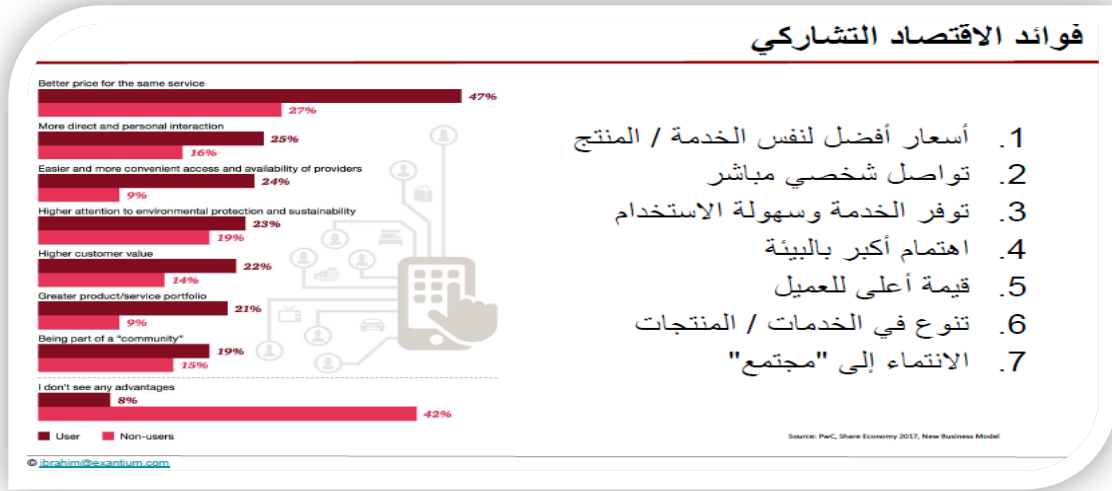 فوائد الاقتصاد التشاركي
Better price for the same service
47%
27%
More direct and personal interaction
25%
16%
Easier and more convenient access and availability of providers
24%
9%
Higher attention to environmental protection and sustainability
23%
19%
Higher customer value
22%
14%
Greater product/service portfolio
21%
9%
Being part of a “community”
19%
15%
I don’t see any advantages
8%
42%
User
Non-users
1. أسعار أفضل لنفس الخدمة / المنتج
2. تواصل شخصي مباشر
3. توفر الخدمة وسهولة الاستخدام
4. اهتمام أكبر بالبيئة
5. قيمة أعلى للعميل
6. تنوع في الخدمات / المنتجات
7. الانتماء إلى "مجتمع"
Source: PwC, Share Economy 2017, New Business Model
© ibrahim@exantium.com